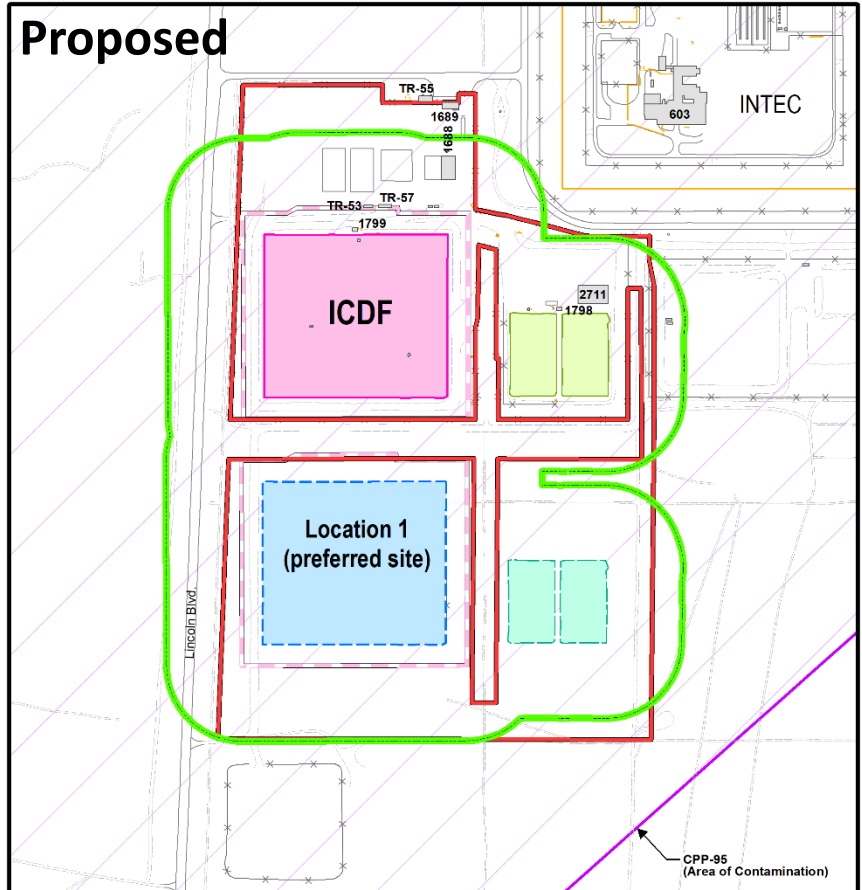 Proposed
TR-55
1689
1688
603
INTEC
TR-53
TR-57
1799
ICDF
2711
1798
Location 1
(preferred site)
Lincoln Blvd.
CPP-95
(Area of Contamination)